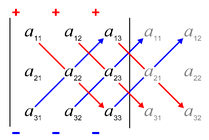 + + +
a11 a12 a13 a11 a12
a21 a22 a23 a21 a22
a31 a32 a33 a31 a32
– – –